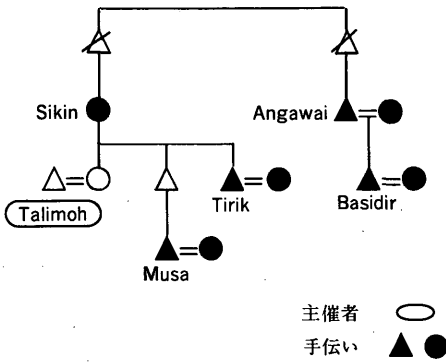 Sikin
Angawai
Talimoh
Tirik
Basidir
Musa
主催者
手伝い